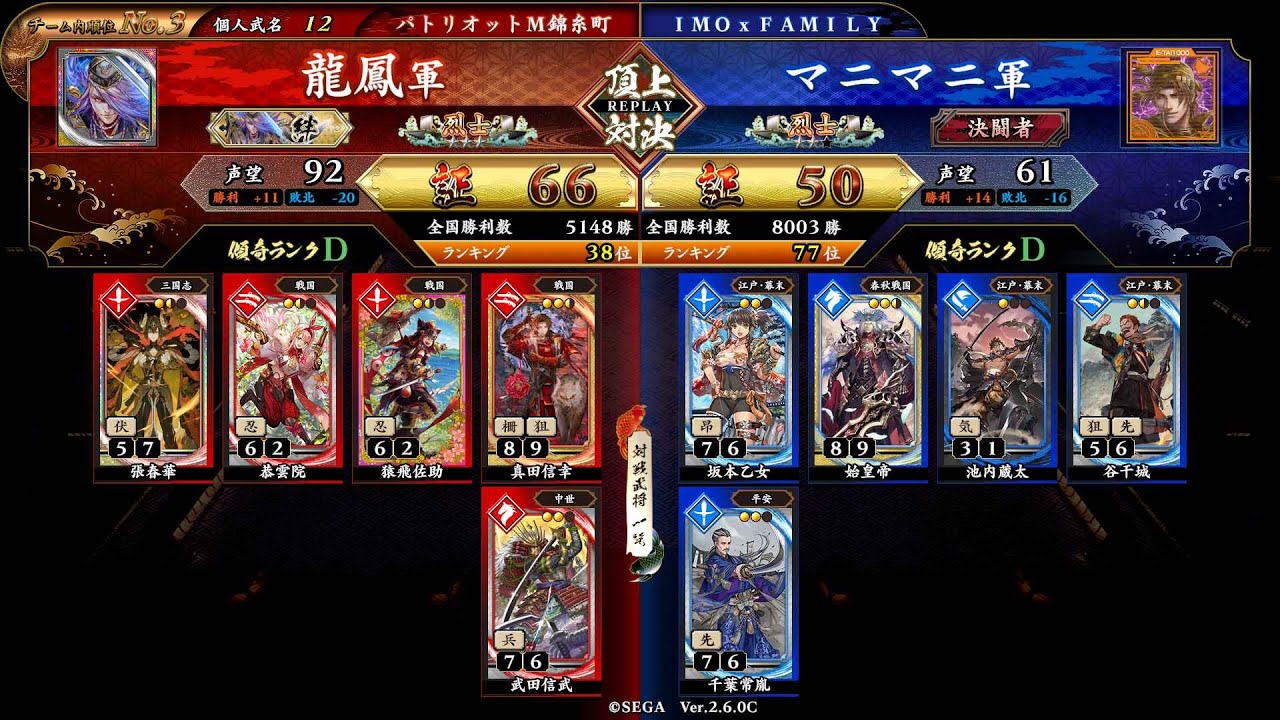 チーム内順位 No.3
個人武名 12
パトリオットM錦糸町
IMOxFAMILY
龍鳳軍
頂上
REPLAY
対決
マニマニ軍
E-TAI1000
絆
烈士
烈士
決闘者
声望 92
勝利 +11 敗北 -20
証 66
証 50
声望 61
勝利 +14 敗北 -16
全国勝利数 5148勝
全国勝利数 8003勝
傾奇ランクD
ランキング 38位
ランキング 77位
傾奇ランクD
三国志
伏
5 7
張春華
戦国
忍
6 2
恭雲院
戦国
忍
6 2
猿飛佐助
戦国
柵 狙
8 9
真田信幸
江戸・幕末
昂
7 6
坂本乙女
春秋戦国
8 9
始皇帝
江戸・幕末
気
3 1
池内蔵太
江戸・幕末
狙 先
5 6
谷干城
対戦武将一覧
中世
兵
7 6
武田信武
平安
先
7 6
千葉常胤
©SEGA Ver.2.6.0C